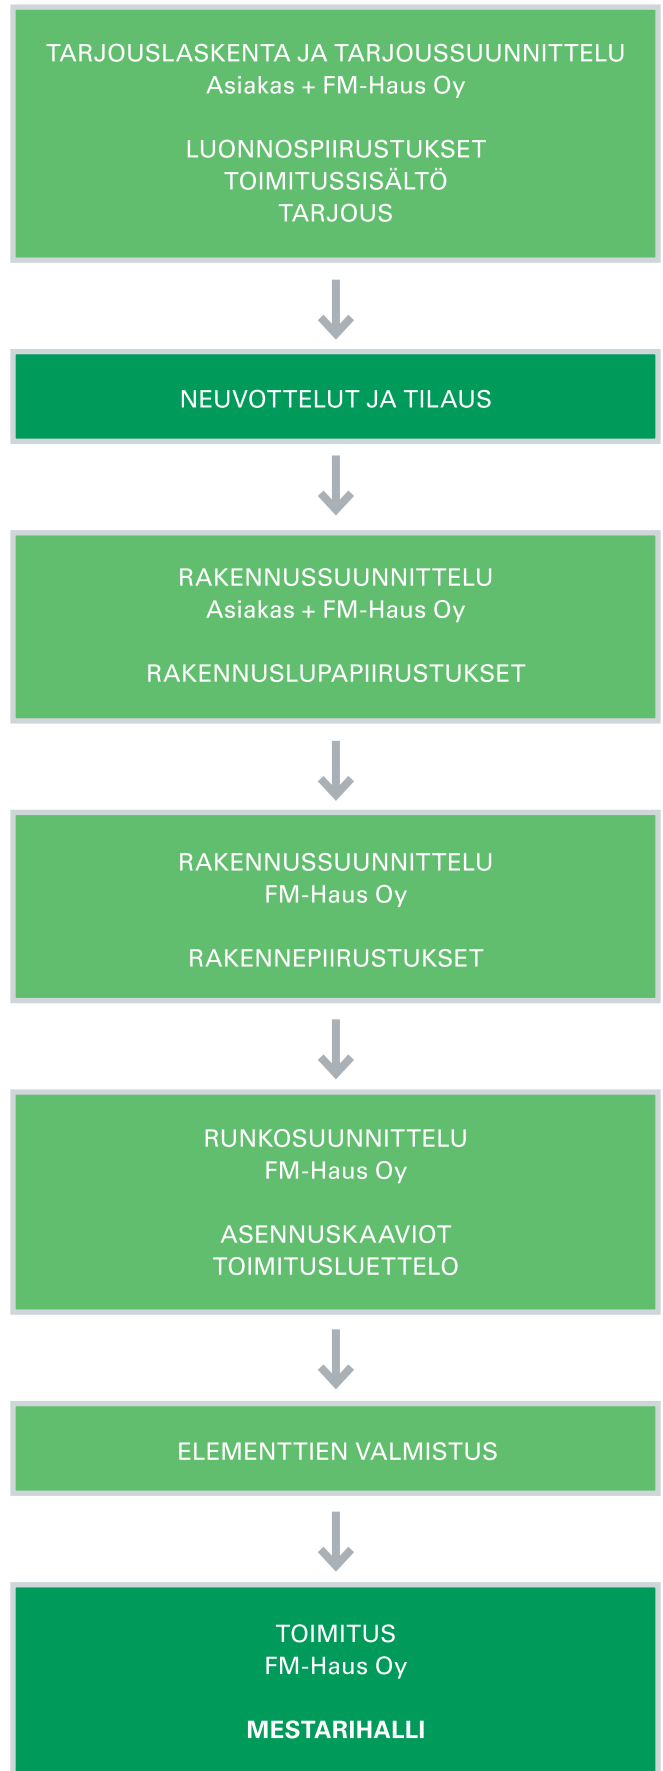 TARJOUSLASKENTA JA TARJOUSSUUNNITTELU
Asiakas + FM-Haus Oy
LUONNOSPIIRUSTUKSET
TOIMITUSSISÄLTÖ
TARJOUS
NEUVOTTELUT JA TILAUS
RAKENNUSSUUNNITTELU
Asiakas + FM-Haus Oy
RAKENNUSLUPAPIIRUSTUKSET
RAKENNUSSUUNNITTELU
FM-Haus Oy
RAKENNEPIIRUSTUKSET
RUNKOSUUNNITTELU
FM-Haus Oy
ASENNUSKAAVIOT
TOIMITUSLUETTELO
ELEMENTTIEN VALMISTUS
TOIMITUS
FM-Haus Oy
MESTARIHALLI